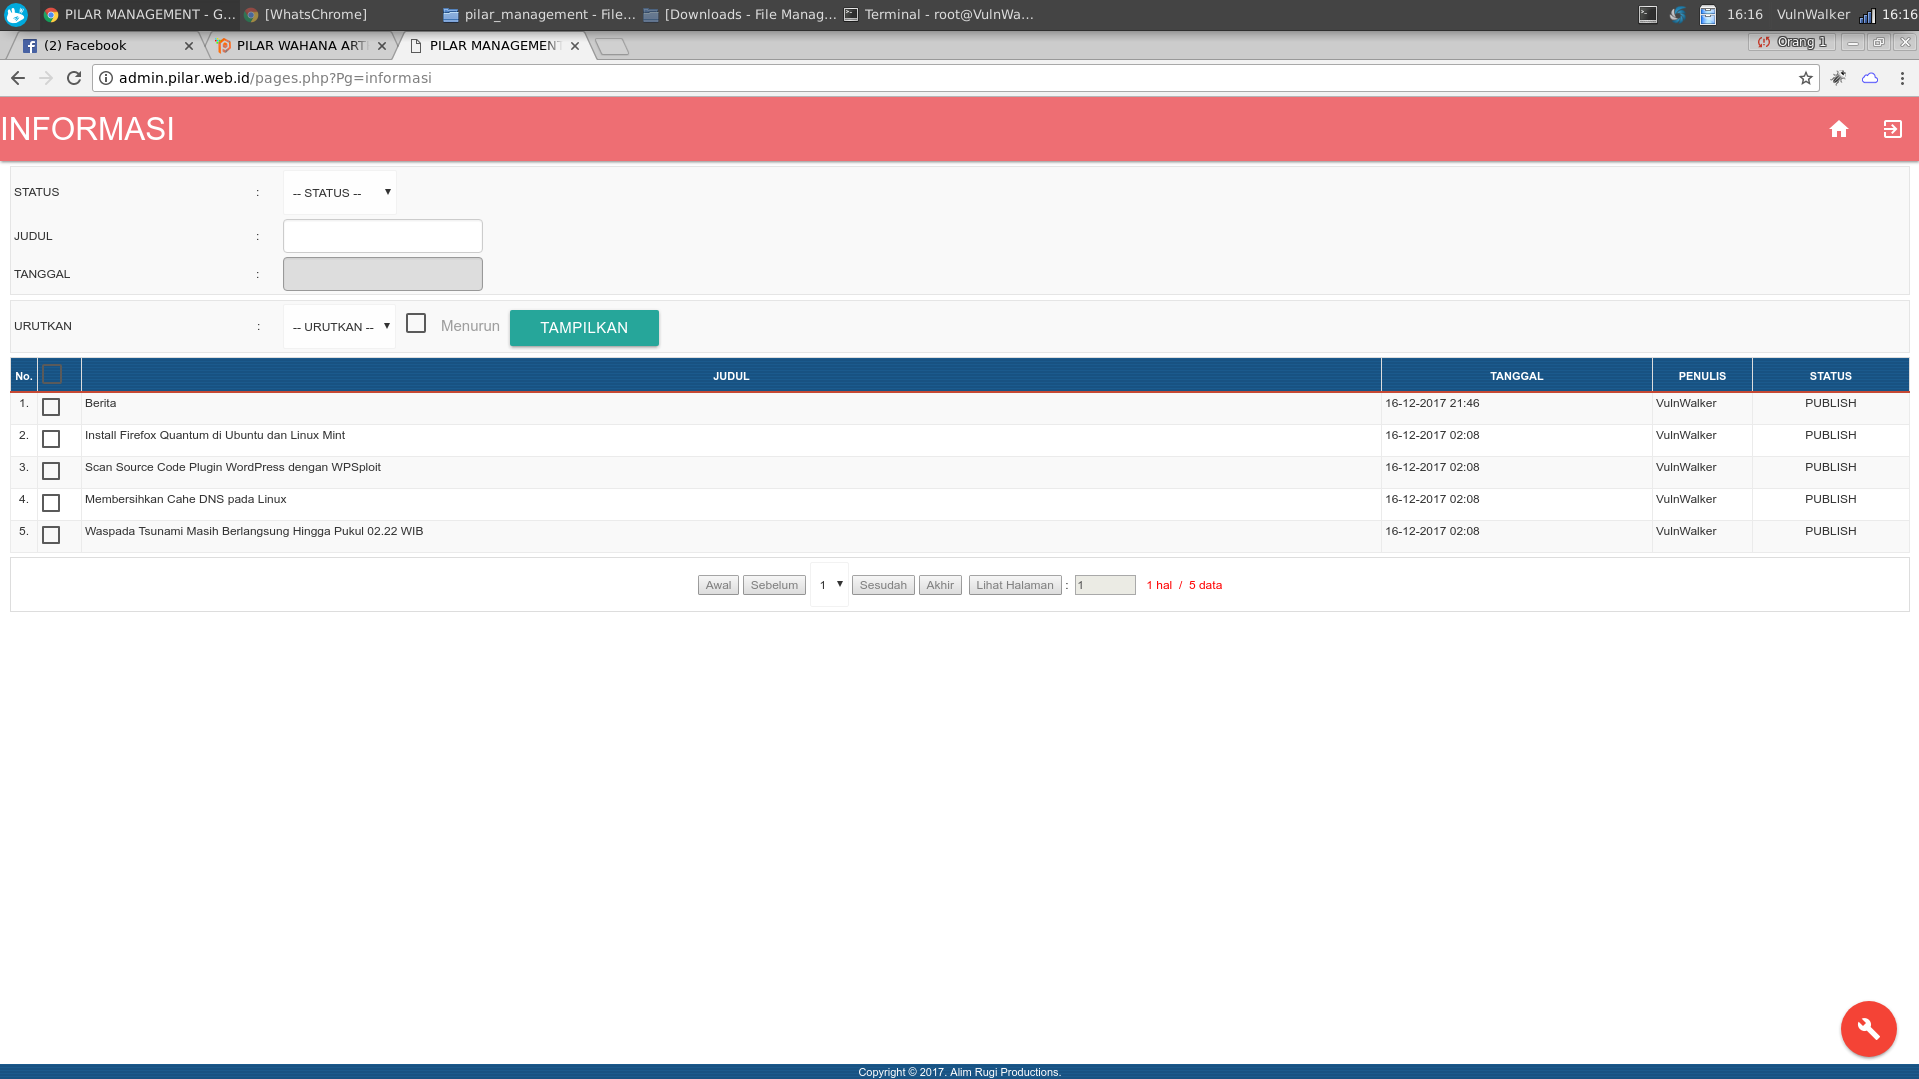 PILAR MANAGEMENT - G... [WhatsChrome] pilar_management - File... [Downloads - File Manag... Terminal - root@VulnWa... 16:16 VulnWalker 16:16
(2) Facebook PILAR WAHANA ARTI PILAR MANAGEMENT Orang 1
admin.pilar.web.id/pages.php?Pg=informasi
INFORMASI
STATUS : -- STATUS --
JUDUL :
TANGGAL :
URUTKAN : -- URUTKAN -- Menurun TAMPILKAN
No. JUDUL TANGGAL PENULIS STATUS
1. Berita 16-12-2017 21:46 VulnWalker PUBLISH
2. Install Firefox Quantum di Ubuntu dan Linux Mint 16-12-2017 02:08 VulnWalker PUBLISH
3. Scan Source Code Plugin WordPress dengan WPSploit 16-12-2017 02:08 VulnWalker PUBLISH
4. Membersihkan Cahe DNS pada Linux 16-12-2017 02:08 VulnWalker PUBLISH
5. Waspada Tsunami Masih Berlangsung Hingga Pukul 02.22 WIB 16-12-2017 02:08 VulnWalker PUBLISH
Awal Sebelum 1 Sesudah Akhir Lihat Halaman : 1 1 hal / 5 data
Copyright © 2017. Alim Rugi Productions.